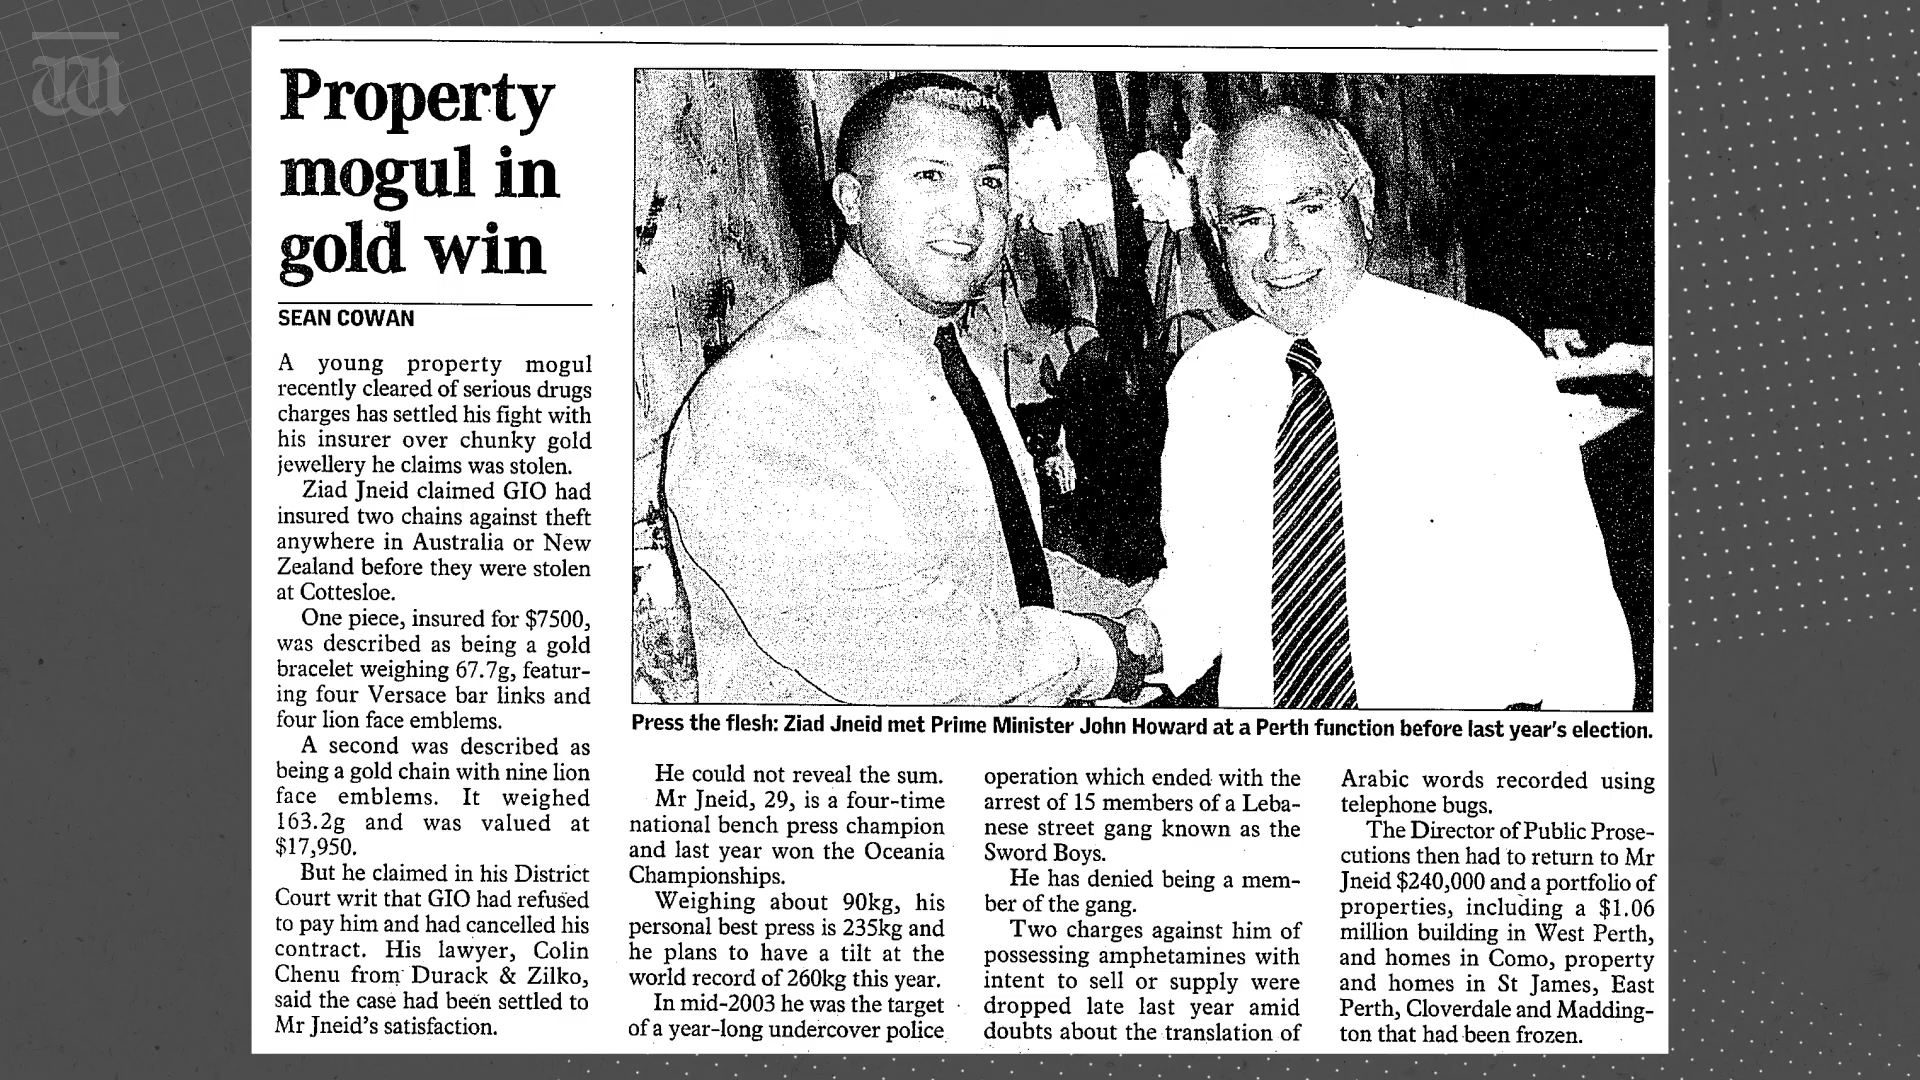 W
Property
mogul in
gold win
SEAN COWAN
A young property mogul
recently cleared of serious drugs
charges has settled his fight with
his insurer over chunky gold
jewellery he claims was stolen.
Ziad Jneid claimed GIO had
insured two chains against theft
anywhere in Australia or New
Zealand before they were stolen
at Cottesloe.
One piece, insured for $7500,
was described as being a gold
bracelet weighing 67.7g, featur-
ing four Versace bar links and
four lion face emblems.
A second was described as
being a gold chain with nine lion
face emblems. It weighed
163.2g and was valued at
$17,950.
But he claimed in his District
Court writ that GIO had refused
to pay him and had cancelled his
contract. His lawyer, Colin
Chenu from Durack & Zilko,
said the case had been settled to
Mr Jneid's satisfaction.
Press the flesh: Ziad Jneid met Prime Minister John Howard at a Perth function before last year's election.
He could not reveal the sum.
Mr Jneid, 29, is a four-time
national bench press champion
and last year won the Oceania
Championships.
Weighing about 90kg, his
personal best press is 235kg and
he plans to have a tilt at the
world record of 260kg this year.
In mid-2003 he was the target
of a year-long undercover police
operation which ended with the
arrest of 15 members of a Leba-
nese street gang known as the
Sword Boys.
He has denied being a mem-
ber of the gang.
Two charges against him of
possessing amphetamines with
intent to sell or supply were
dropped late last year amid
doubts about the translation of
Arabic words recorded using
telephone bugs.
The Director of Public Prose-
cutions then had to return to Mr
Jneid $240,000 and a portfolio of
properties, including a $1.06
million building in West Perth,
and homes in Como, property
and homes in St James, East
Perth, Cloverdale and Madding-
ton that had been frozen.